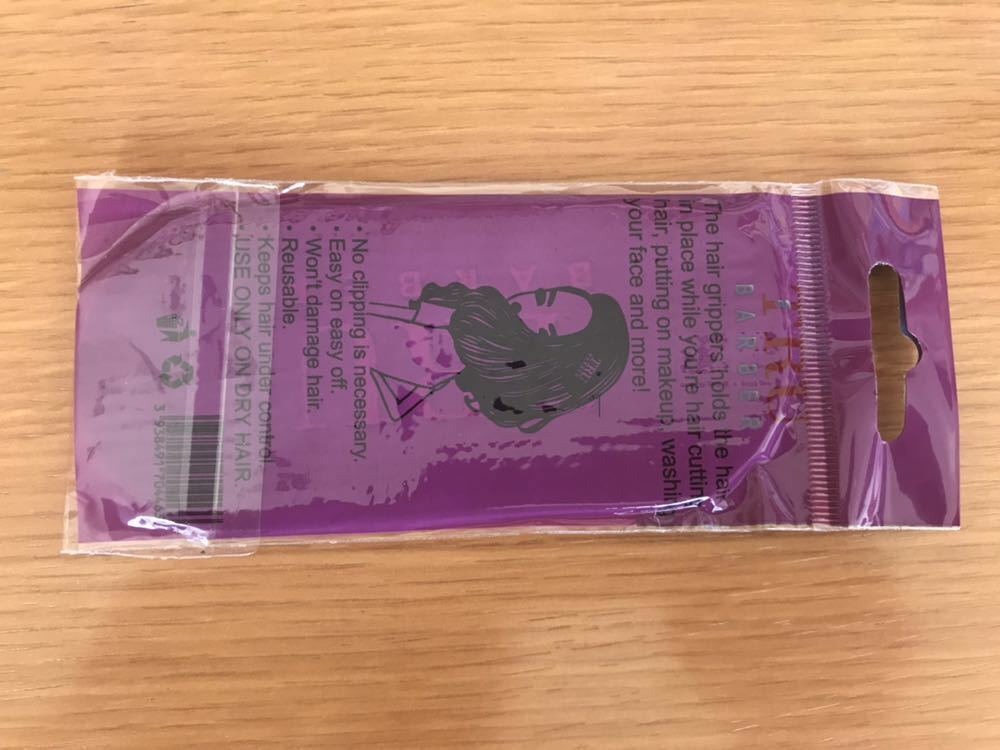 BARBER
The hair grippers holds the hair
in place while you're hair cutting
hair, putting on makeup, washing
your face and more!
• No clipping is necessary.
• Easy on easy off.
• Won't damage hair.
• Reusable.
• Keeps hair under control.
• USE ONLY ON DRY HAIR.